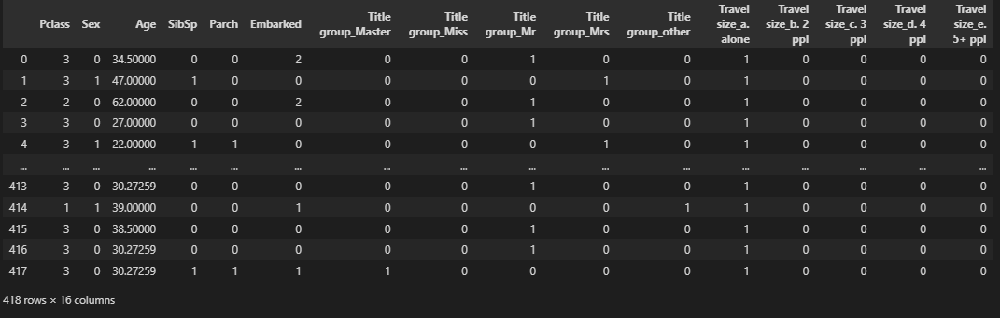 Pclass Sex Age SibSp Parch Embarked Title group_Master Title group_Miss Title group_Mr Title group_Mrs Title group_other Travel size_a. alone Travel size_b. 2 ppl Travel size_c. 3 ppl Travel size_d. 4 ppl Travel size_e. 5+ ppl
0 3 0 34.50000 0 0 2 0 0 1 0 0 1 0 0 0 0
1 3 1 47.00000 1 0 0 0 0 0 1 0 1 0 0 0 0
2 2 0 62.00000 0 0 2 0 0 1 0 0 1 0 0 0 0
3 3 0 27.00000 0 0 0 0 0 1 0 0 1 0 0 0 0
4 3 1 22.00000 1 1 0 0 0 0 1 0 1 0 0 0 0
... ... ... ... ... ... ... ... ... ... ... ... ... ... ... ... ...
413 3 0 30.27259 0 0 0 0 0 1 0 0 1 0 0 0 0
414 1 1 39.00000 0 0 1 0 0 0 0 1 1 0 0 0 0
415 3 0 38.50000 0 0 0 0 0 1 0 0 1 0 0 0 0
416 3 0 30.27259 0 0 0 0 0 1 0 0 1 0 0 0 0
417 3 0 30.27259 1 1 1 1 0 0 0 0 1 0 0 0 0
418 rows × 16 columns